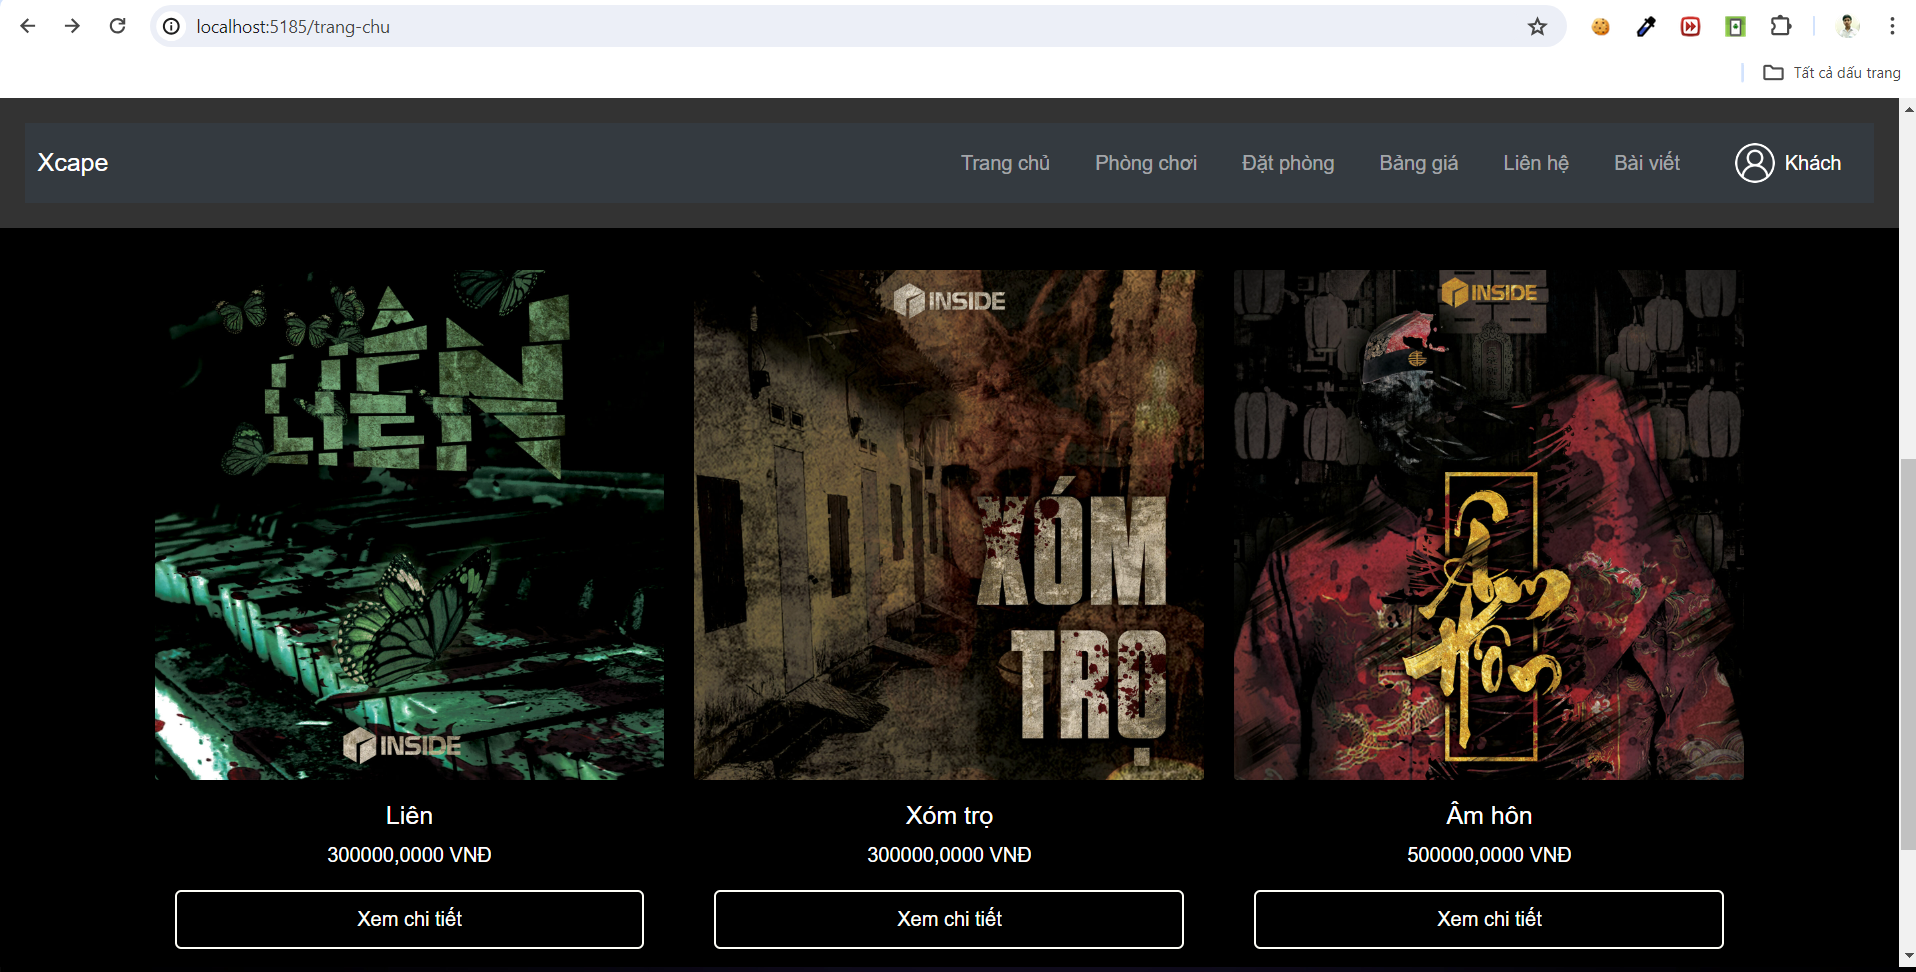 localhost:5185/trang-chu
Tất cả dấu trang
Xcape
Trang chủ
Phòng chơi
Đặt phòng
Bảng giá
Liên hệ
Bài viết
Khách
LIÊN
LIÊN
INSIDE
INSIDE
XÓM
TRỌ
INSIDE
Âm
Hôn
Liên
300000,0000 VNĐ
Xem chi tiết
Xóm trọ
300000,0000 VNĐ
Xem chi tiết
Âm hôn
500000,0000 VNĐ
Xem chi tiết